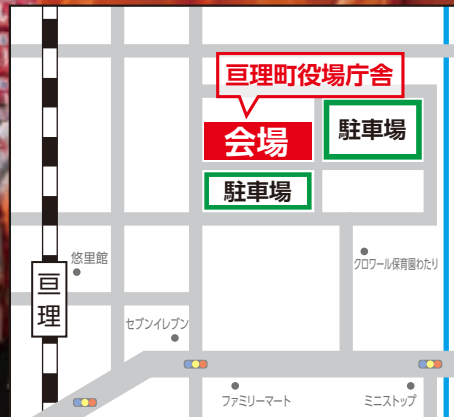 亘理町役場庁舎
会場
駐車場
駐車場
悠里館
クロワール保育園わたり
亘理
セブンイレブン
ファミリーマート
ミニストップ